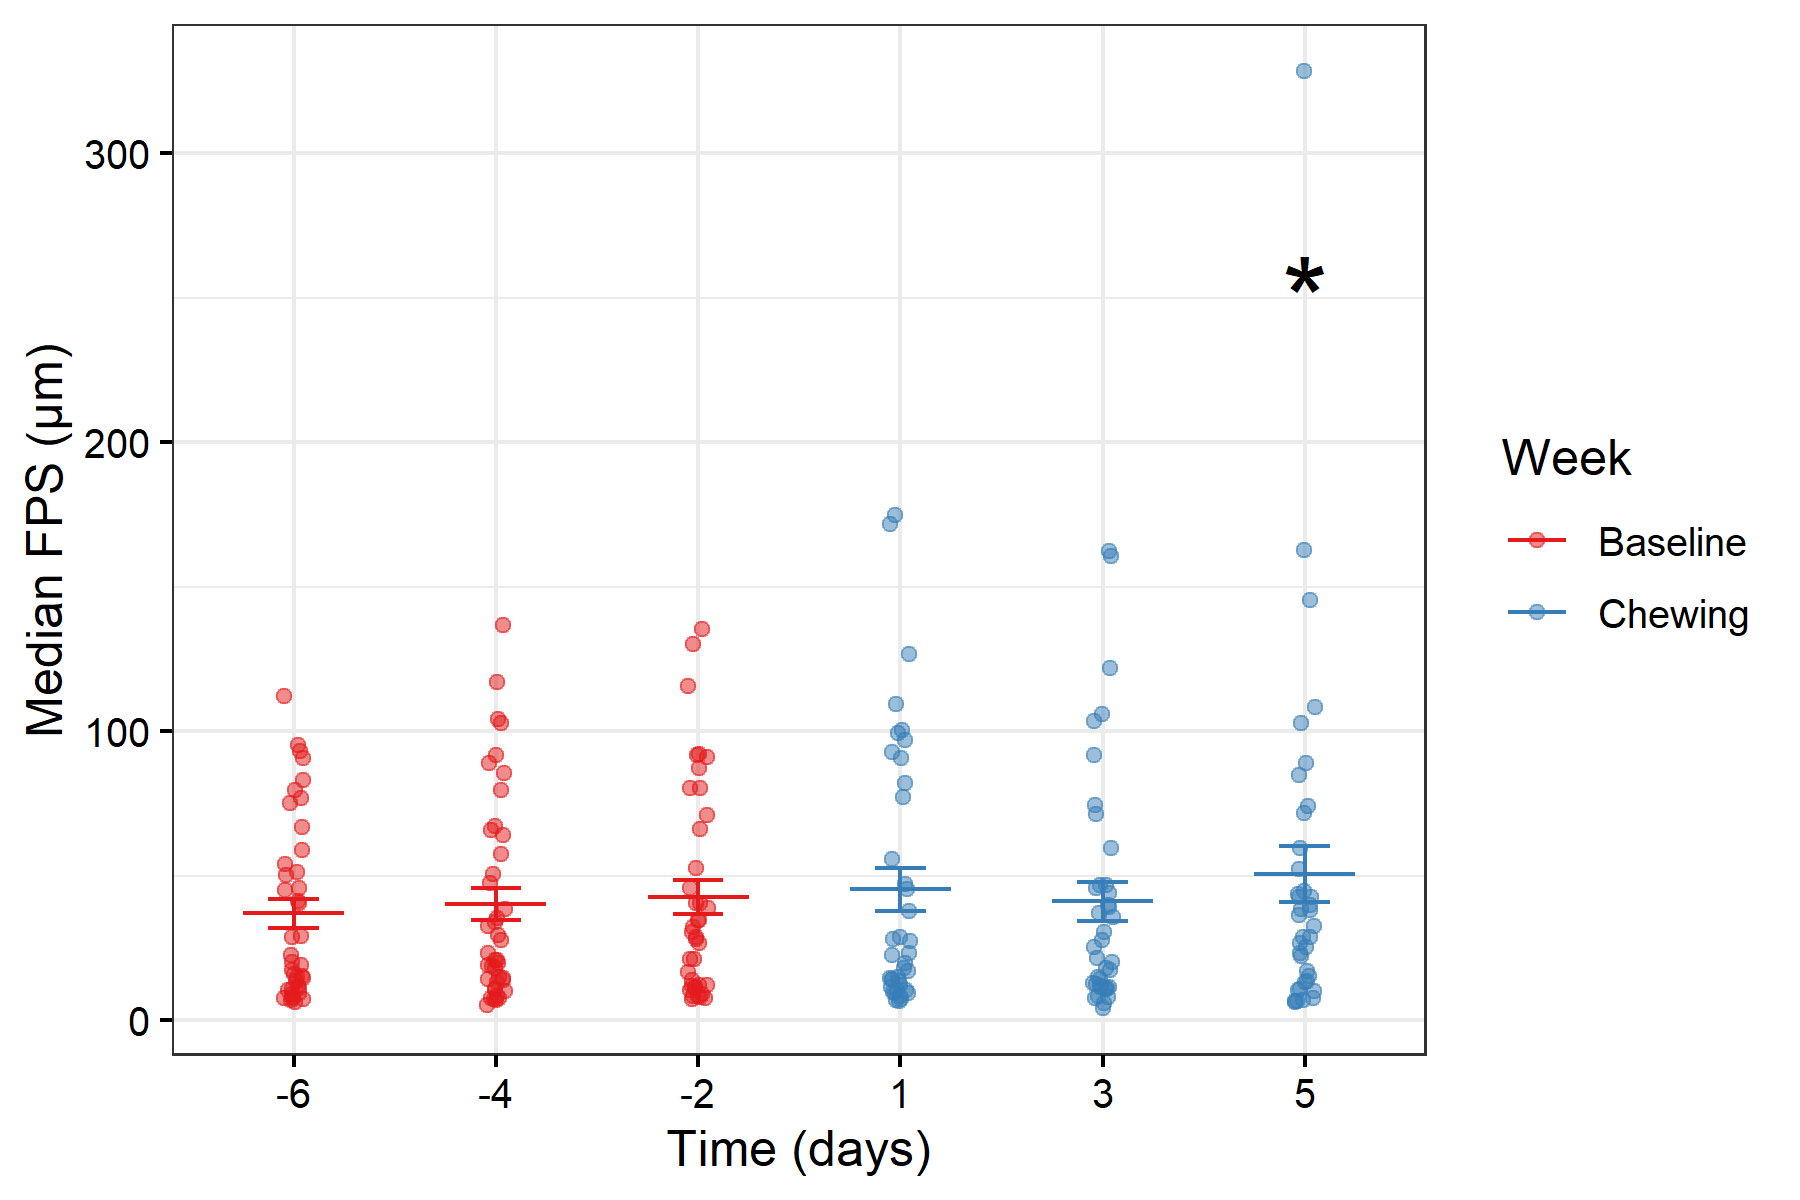 Median FPS (μm)
300
200
100
0
*
-6 -4 -2 1 3 5
Time (days)
Week
Baseline
Chewing